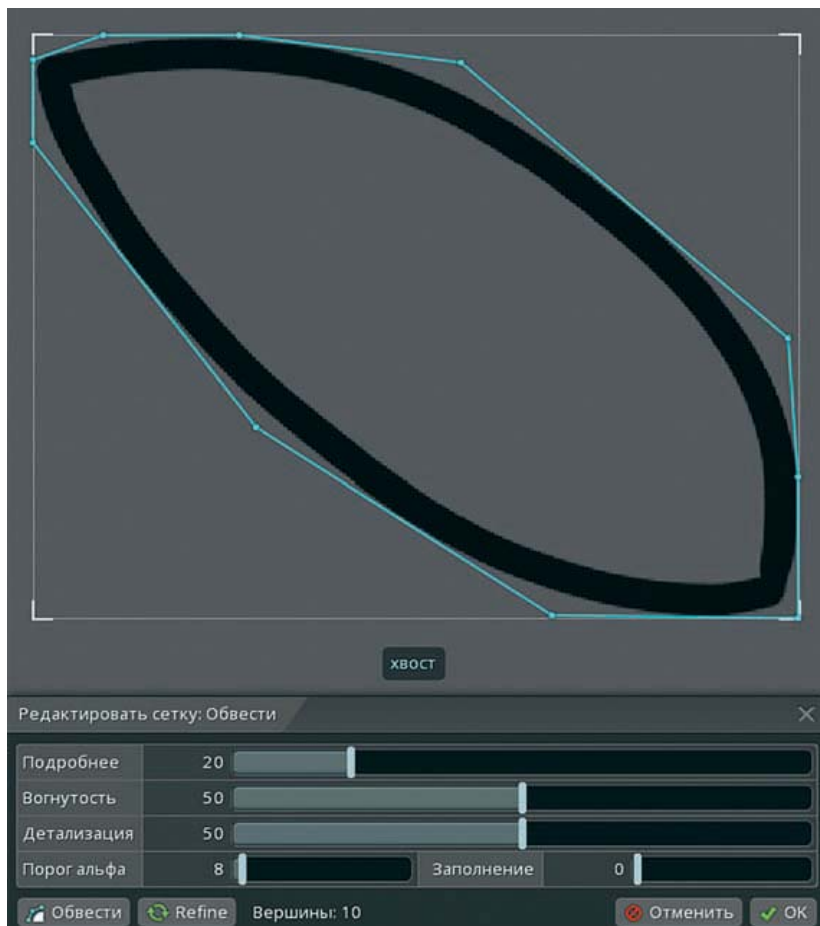 хвост
Редактировать сетку: Обвести
Подробнее 20
Вогнутость 50
Детализация 50
Порог альфа 8 Заполнение 0
Обвести Refine Вершины: 10 Отменить OK